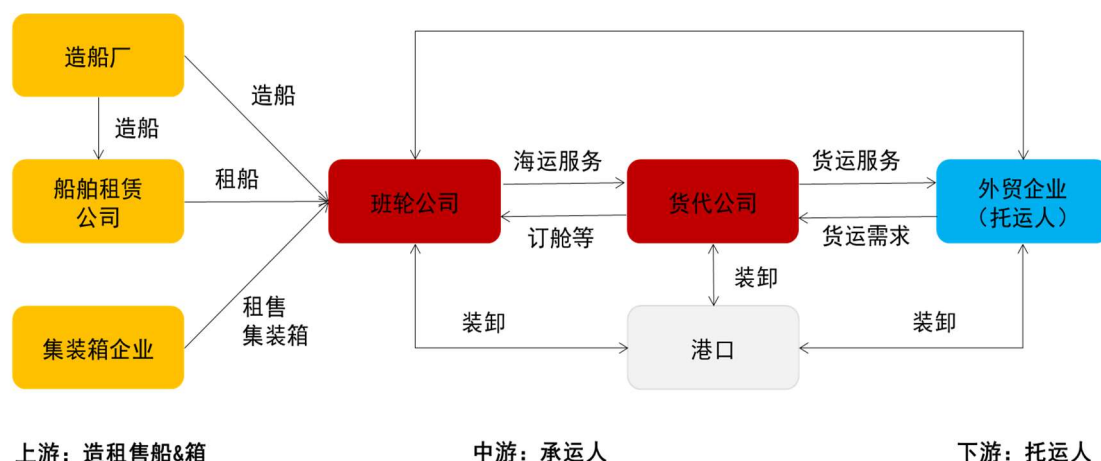 造船厂
造船
造船
船舶租赁
公司
租船
班轮公司
海运服务
订舱等
货代公司
货运服务
货运需求
外贸企业
（托运人）
集装箱企业
租售
集装箱
装卸
装卸
装卸
港口
上游：造租售船&箱
中游：承运人
下游：托运人